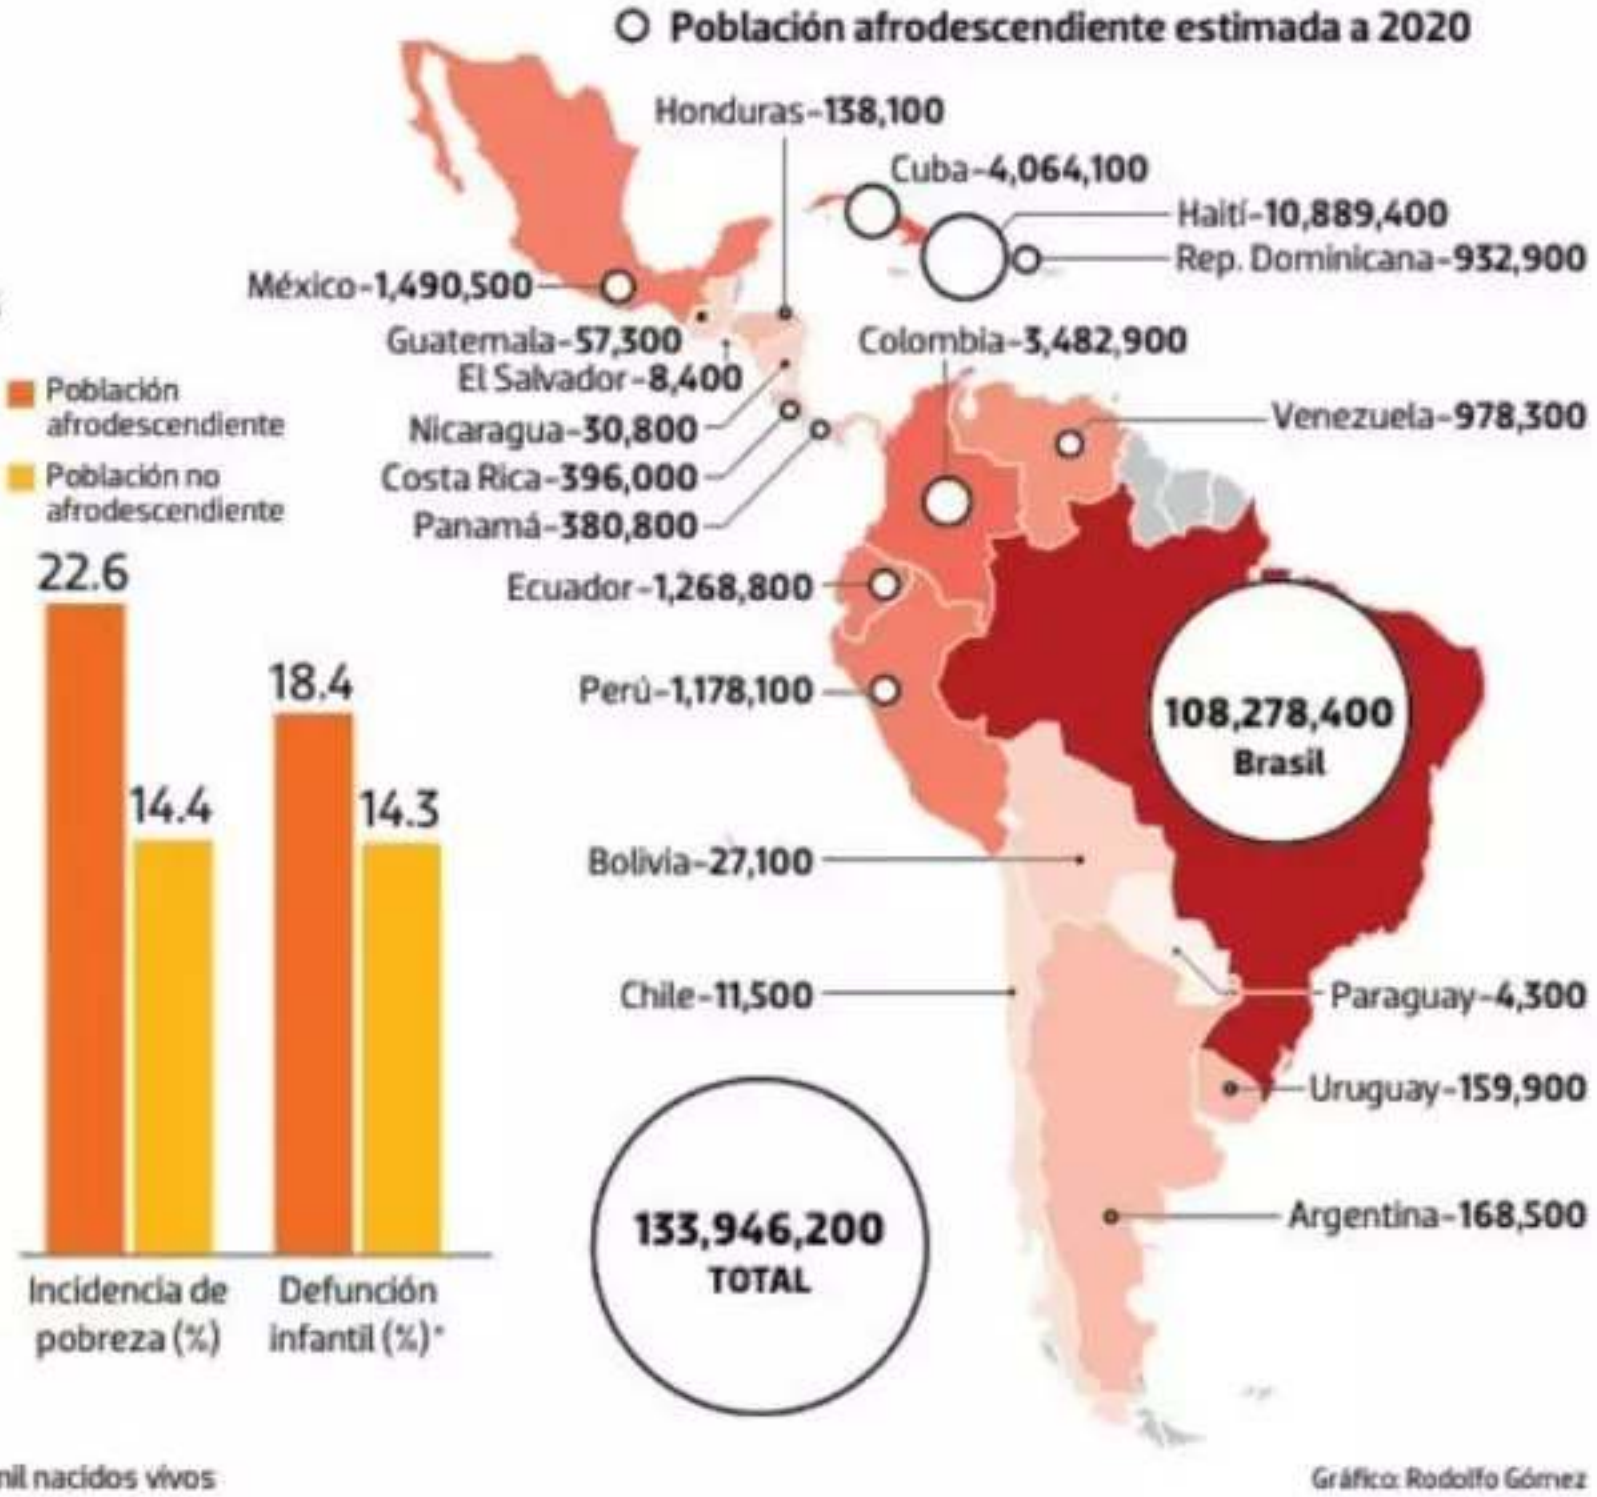 Población afrodescendiente estimada a 2020
Honduras-138,100
Cuba-4,064,100
Haití-10,889,400
Rep. Dominicana-932,900
México-1,490,500
Guatemala-57,300
El Salvador-8,400
Nicaragua-30,800
Costa Rica-396,000
Panamá-380,800
Colombia-3,482,900
Venezuela-978,300
Ecuador-1,268,800
Perú-1,178,100
108,278,400
Brasil
Bolivia-27,100
Chile-11,500
Paraguay-4,300
Uruguay-159,900
Argentina-168,500
133,946,200
TOTAL
Población
afrodescendiente
Población no
afrodescendiente
22.6
14.4
18.4
14.3
Incidencia de
pobreza (%)
Defunción
infantil (%)*
nacidos vivos
Gráfico: Rodolfo Gómez